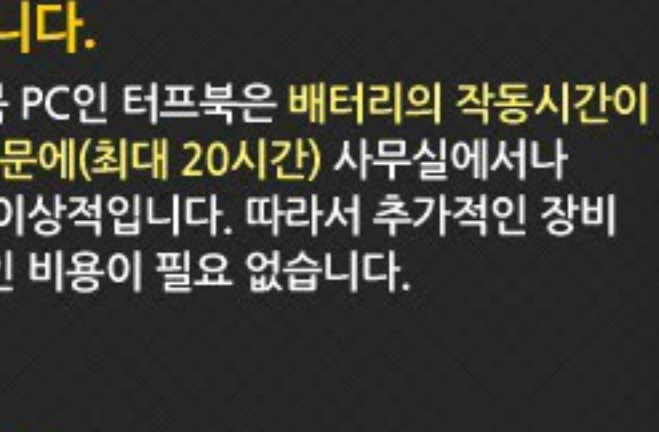 니다.
PC인 터프북은 배터리의 작동시간이
문에(최대 20시간) 사무실에서나
이상적입니다. 따라서 추가적인 장비
비용이 필요 없습니다.